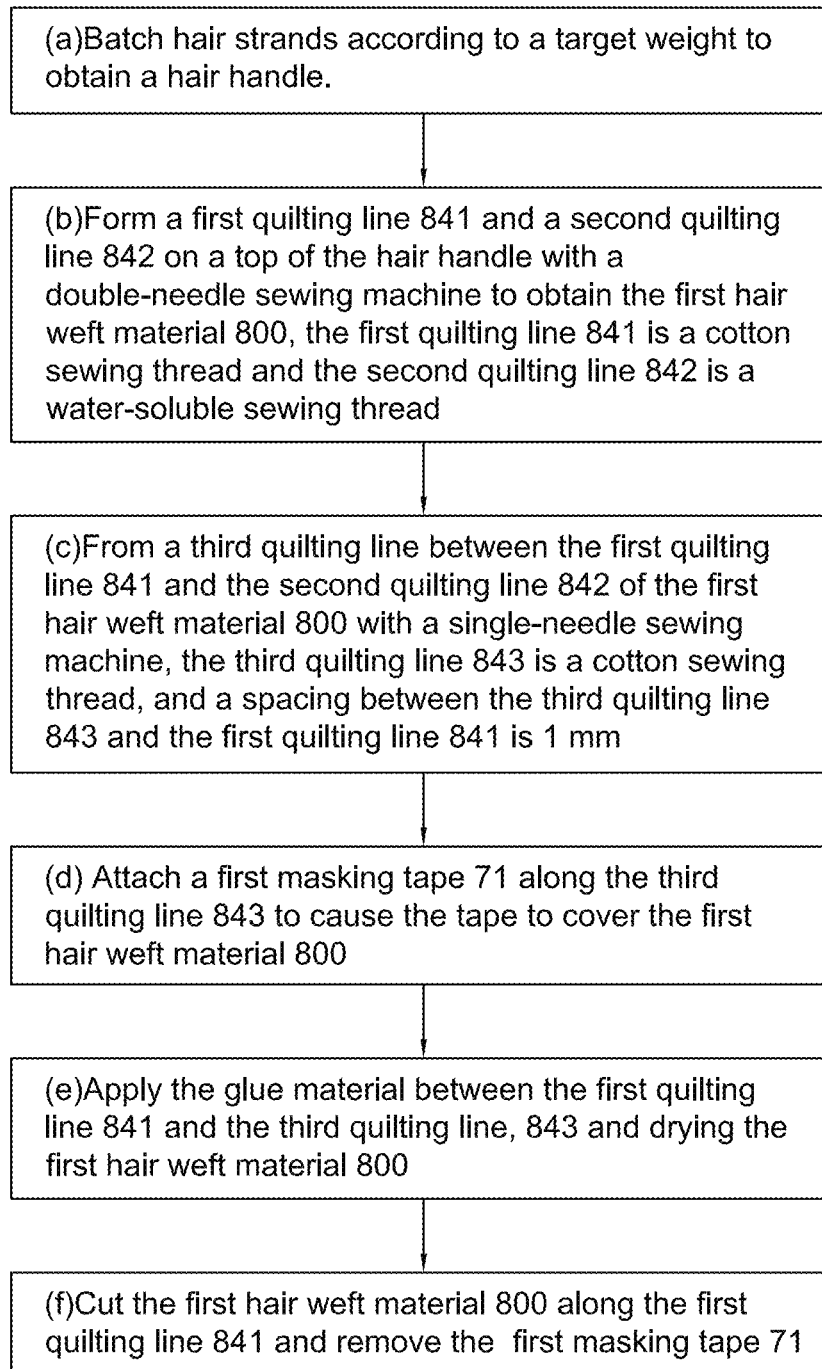 (a)Batch hair strands according to a target weight to
obtain a hair handle.
(b)Form a first quilting line 841 and a second quilting
line 842 on a top of the hair handle with a
double-needle sewing machine to obtain the first hair
weft material 800, the first quilting line 841 is a cotton
sewing thread and the second quilting line 842 is a
water-soluble sewing thread
(c)From a third quilting line between the first quilting
line 841 and the second quilting line 842 of the first
hair weft material 800 with a single-needle sewing
machine, the third quilting line 843 is a cotton sewing
thread, and a spacing between the third quilting line
843 and the first quilting line 841 is 1 mm
(d) Attach a first masking tape 71 along the third
quilting line 843 to cause the tape to cover the first
hair weft material 800
(e)Apply the glue material between the first quilting
line 841 and the third quilting line, 843 and drying the
first hair weft material 800
(f)Cut the first hair weft material 800 along the first
quilting line 841 and remove the first masking tape 71